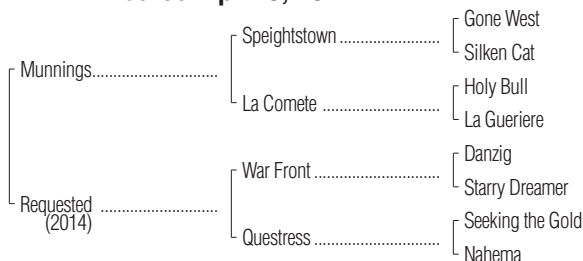 Gone West
Speightstown
Silken Cat
Munnings
Holy Bull
La Comete
La Gueriere
Danzig
War Front
Starry Dreamer
Requested
(2014)
Seeking the Gold
Questress
Nahema